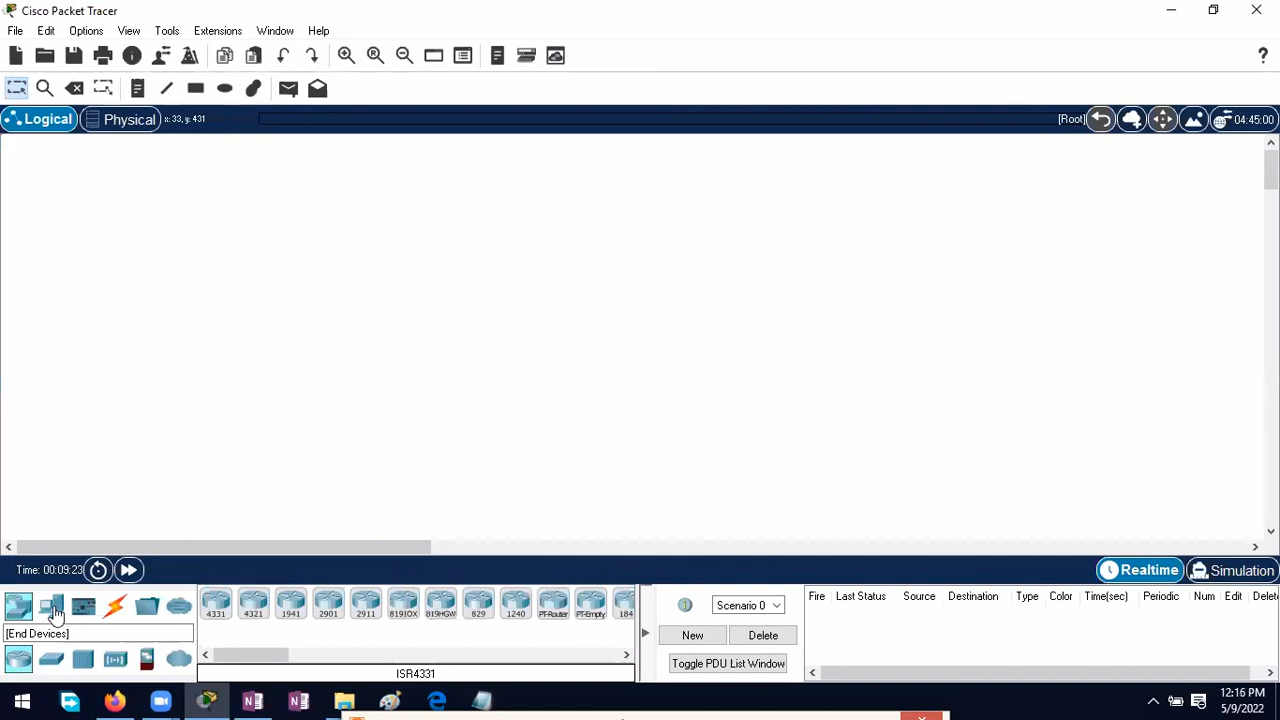 Cisco Packet Tracer
File Edit Options View Tools Extensions Window Help
Logical Physical x: 33, y: 431 [Root] 04:45:00
Time: 00:09:23 Realtime Simulation
[End Devices]
4331 4321 1941 2901 2911 819IOX 819HGW 829 1240 PT-Router PT-Empty 184
ISR4331
Scenario 0
New Delete
Toggle PDU List Window
Fire Last Status Source Destination Type Color Time(sec) Periodic Num Edit Delet
12:16 PM
5/9/2022